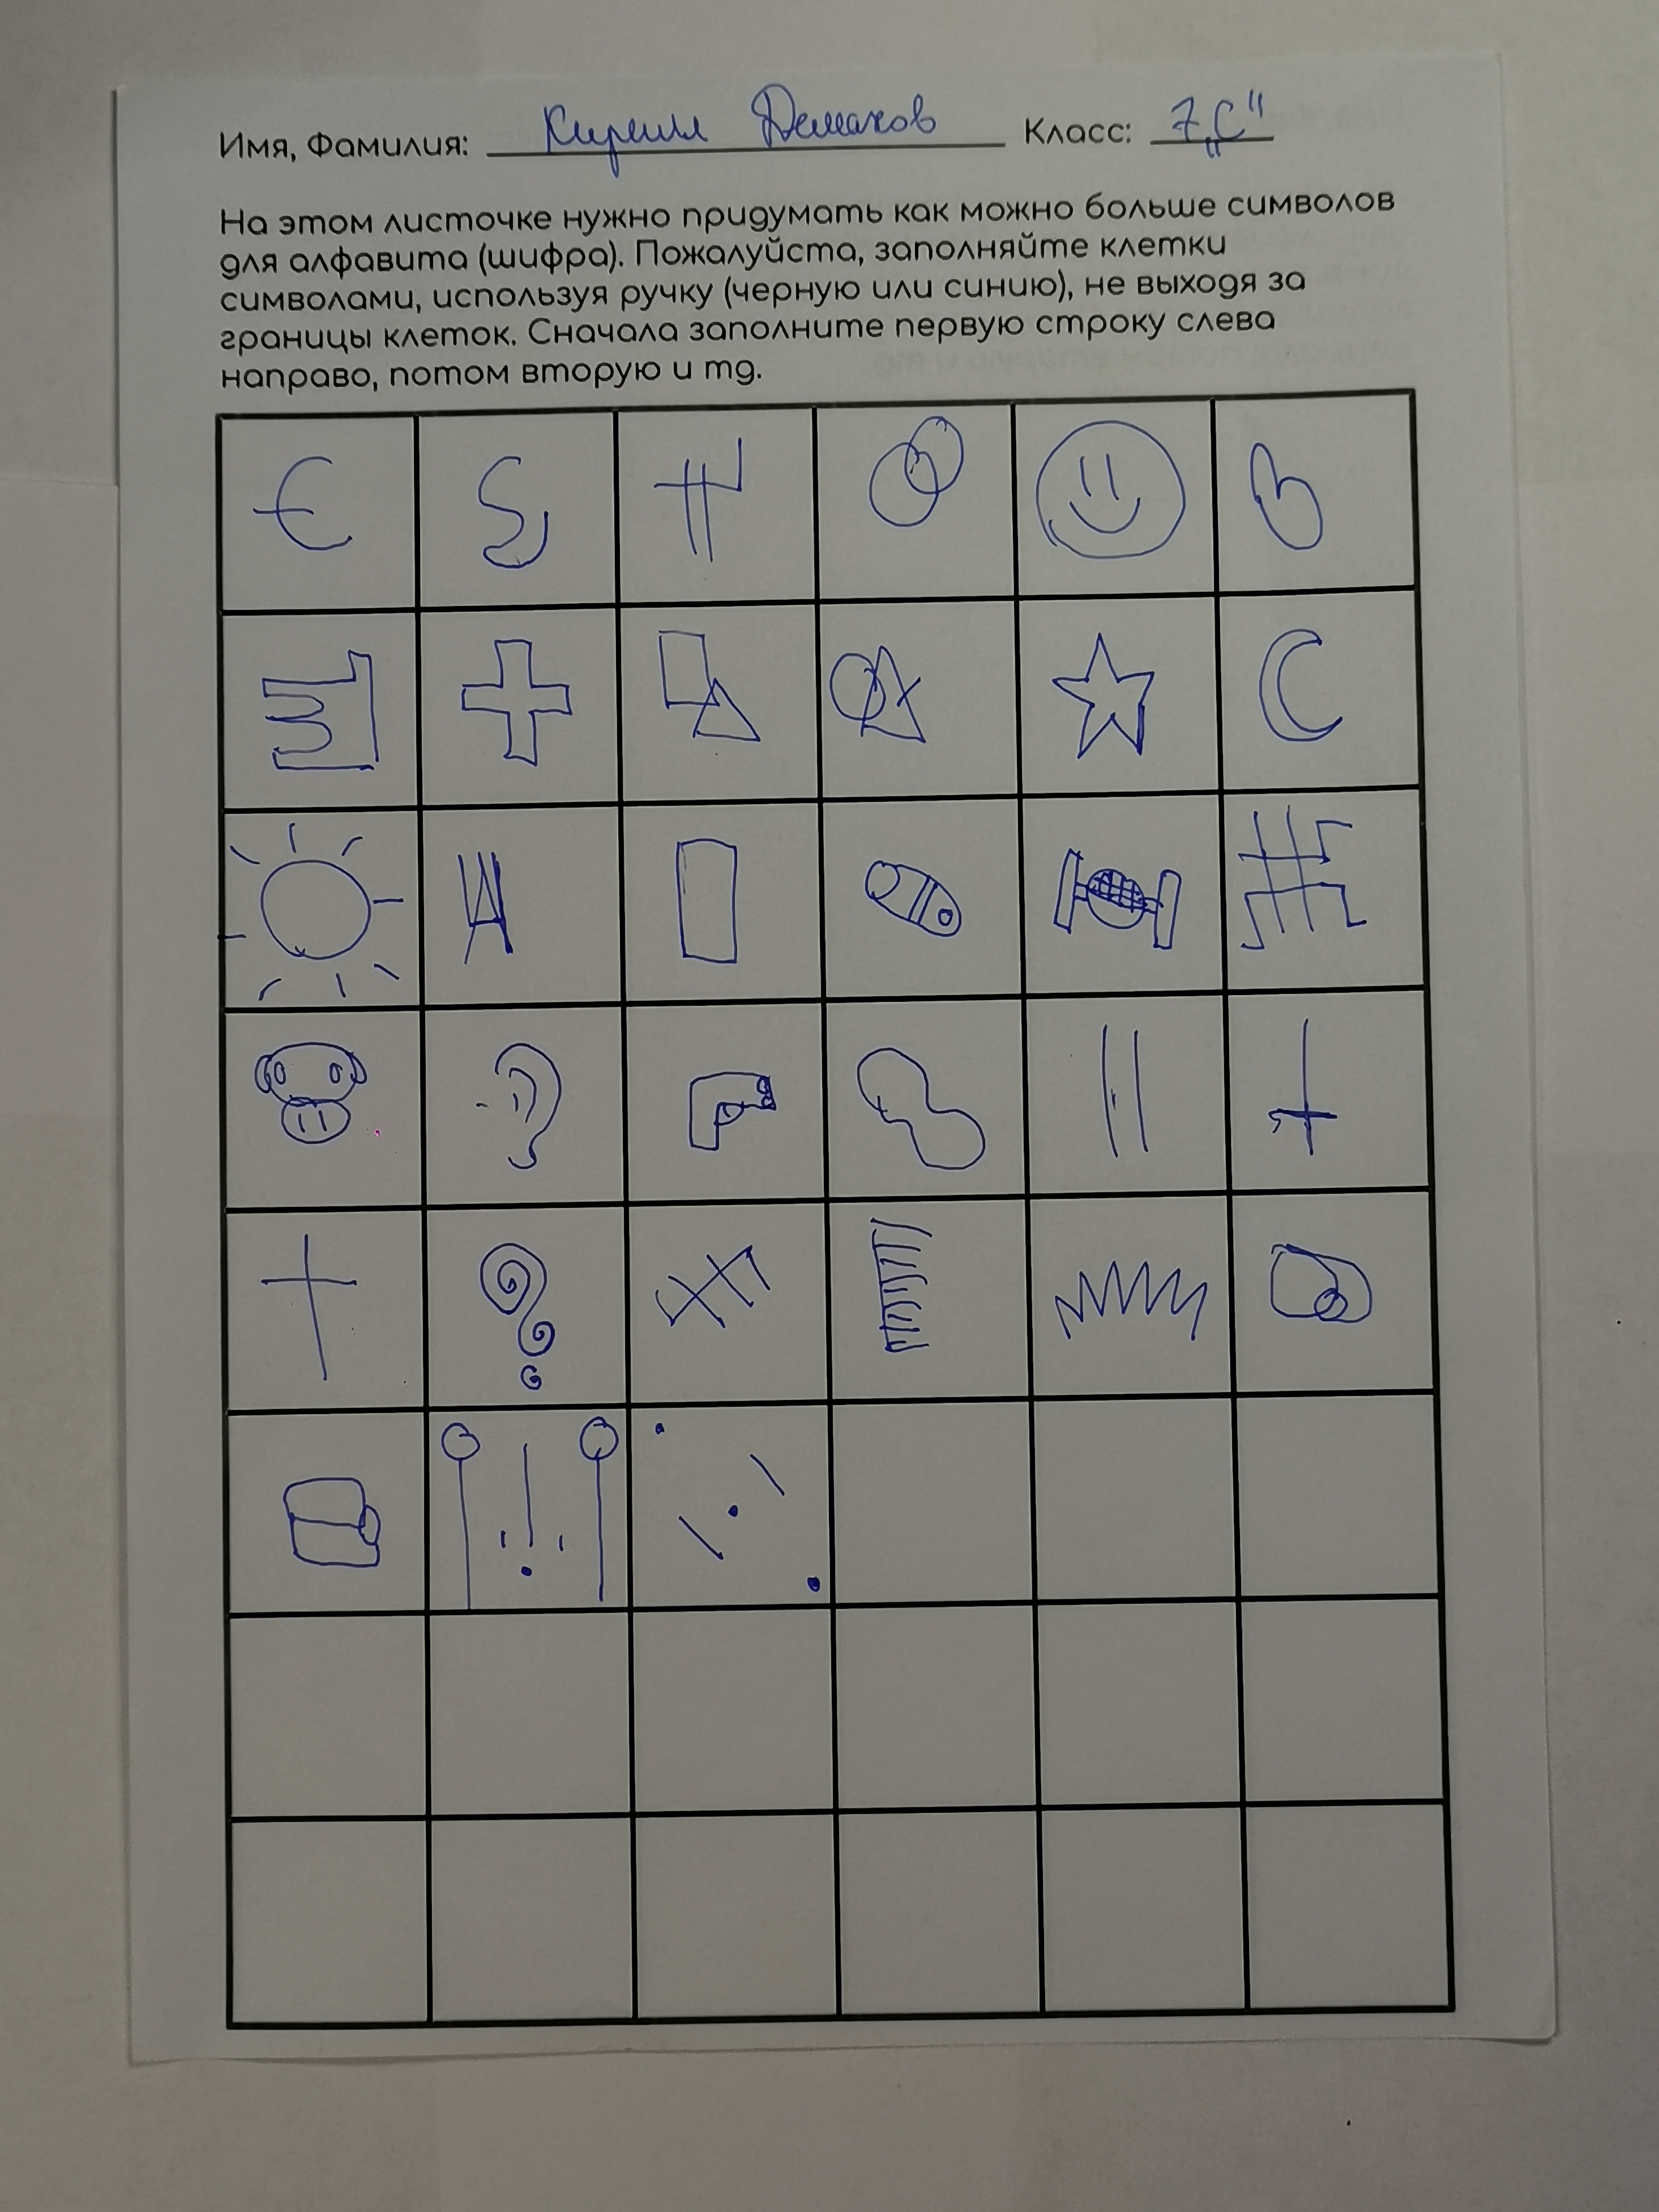 Имя, Фамилия: Кирилл Демахов Класс: 7 „С“
На этом листочке нужно придумать как можно больше символов
для алфавита (шифра). Пожалуйста, заполняйте клетки
символами, используя ручку (черную или синию), не выходя за
границы клеток. Сначала заполните первую строку слева
направо, потом вторую и тд.